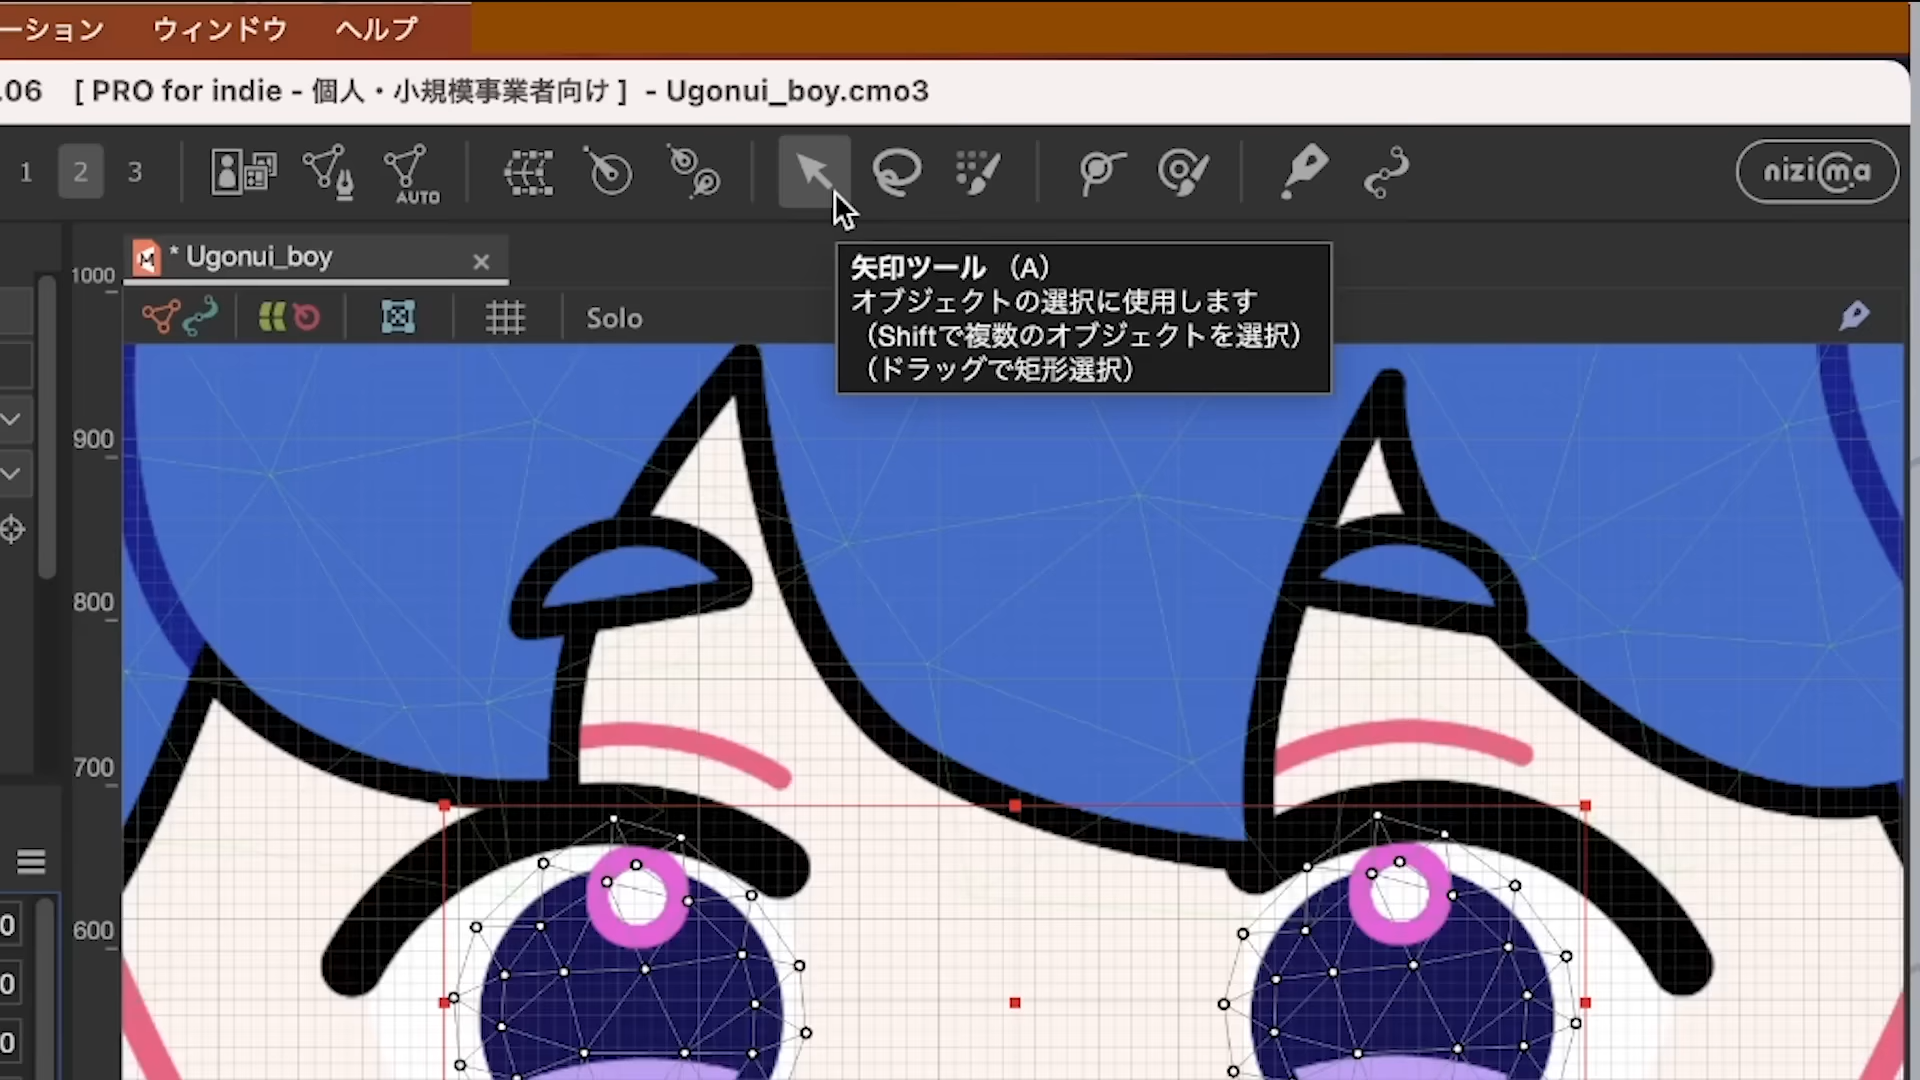 ーション ウィンドウ ヘルプ
.06 [ PRO for indie - 個人・小規模事業者向け ] - Ugonui_boy.cmo3
1 2 3 AUTO nizima
* Ugonui_boy
Solo
矢印ツール （A）
オブジェクトの選択に使用します
（Shiftで複数のオブジェクトを選択）
（ドラッグで矩形選択）
1000
900
800
700
600
0
0
0